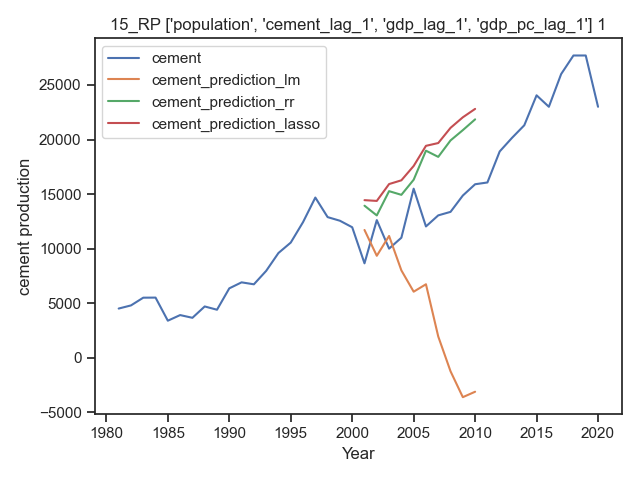 15_RP ['population', 'cement_lag_1', 'gdp_lag_1', 'gdp_pc_lag_1'] 1
cement
cement_prediction_lm
cement_prediction_rr
cement_prediction_lasso
25000
20000
15000
10000
5000
0
−5000
cement production
1980
1985
1990
1995
2000
2005
2010
2015
2020
Year